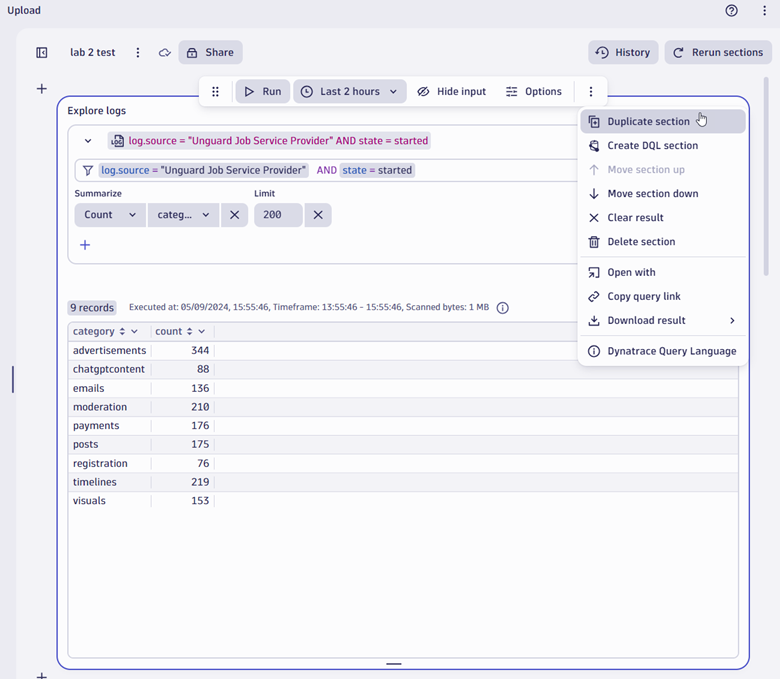 Upload
lab 2 test
Share
History
Rerun sections
Run
Last 2 hours
Hide input
Options
Explore logs
log.source = "Unguard Job Service Provider" AND state = started
log.source = "Unguard Job Service Provider" AND state = started
Summarize
Limit
Count
categ...
200
Duplicate section
Create DQL section
Move section up
Move section down
Clear result
Delete section
Open with
Copy query link
Download result
Dynatrace Query Language
9 records
Executed at: 05/09/2024, 15:55:46, Timeframe: 13:55:46 - 15:55:46, Scanned bytes: 1 MB
category count
advertisements 344
chatgptcontent 88
emails 136
moderation 210
payments 176
posts 175
registration 76
timelines 219
visuals 153